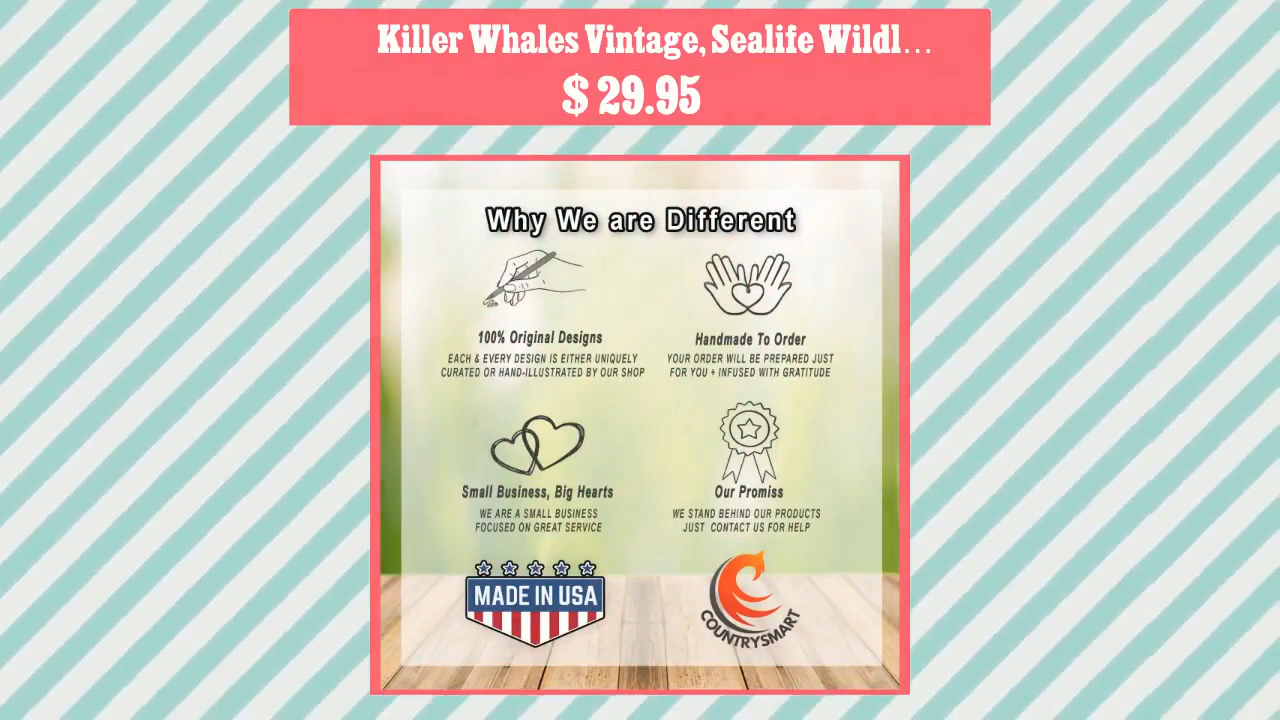 Killer Whales Vintage, Sealife Wildl...
$ 29.95
Why We are Different
100% Original Designs
EACH & EVERY DESIGN IS EITHER UNIQUELY
CURATED OR HAND-ILLUSTRATED BY OUR SHOP
Handmade To Order
YOUR ORDER WILL BE PREPARED JUST
FOR YOU + INFUSED WITH GRATITUDE
Small Business, Big Hearts
WE ARE A SMALL BUSINESS
FOCUSED ON GREAT SERVICE
Our Promiss
WE STAND BEHIND OUR PRODUCTS
JUST CONTACT US FOR HELP
MADE IN USA
COUNTRYSMART